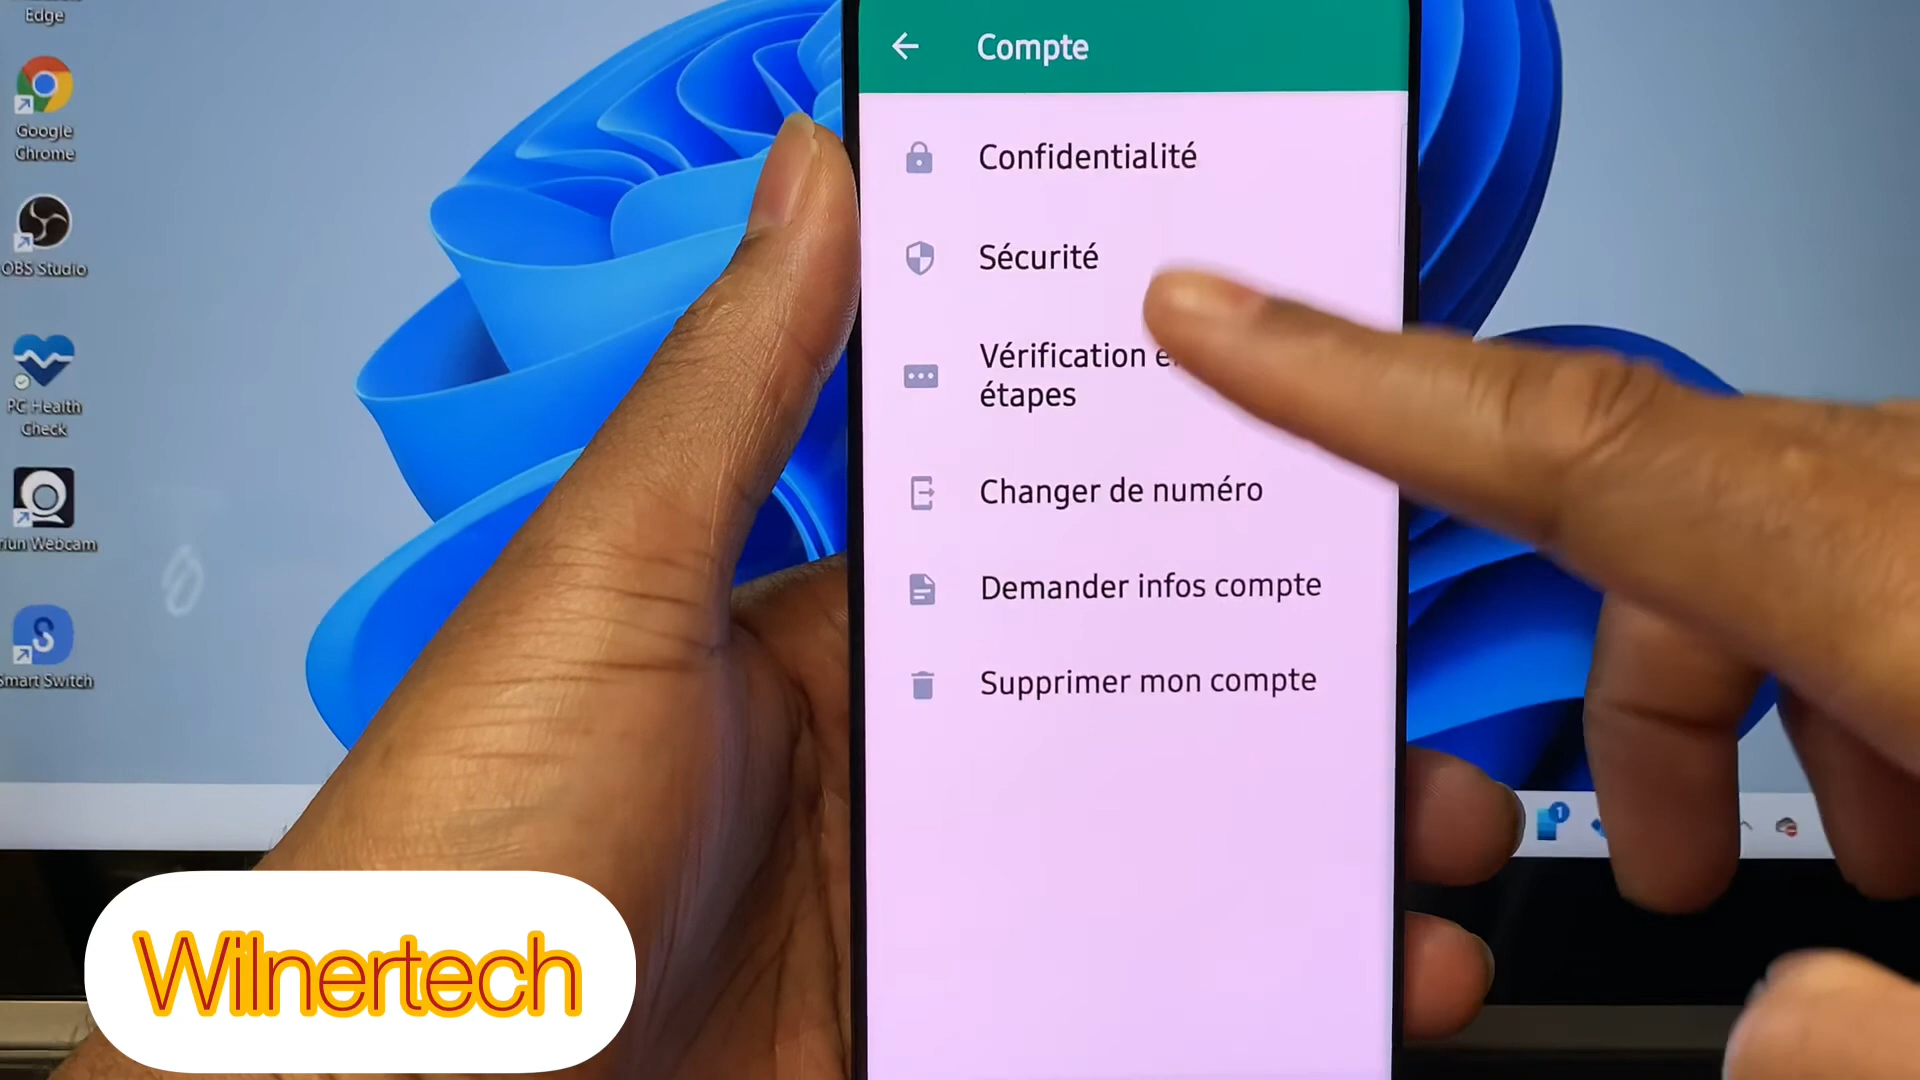 Edge
Google
Chrome
OBS Studio
PC Health
Check
Webcam
Smart Switch
Compte
Confidentialité
Sécurité
Vérification
étapes
Changer de numéro
Demander infos compte
Supprimer mon compte
1
Wilnertech